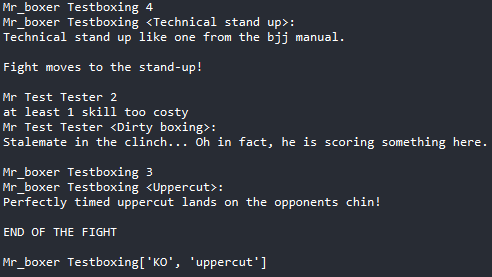 Mr_boxer Testboxing 4
Mr_boxer Testboxing <Technical stand up>:
Technical stand up like one from the bjj manual.
Fight moves to the stand-up!
Mr Test Tester 2
at least 1 skill too costy
Mr Test Tester <Dirty boxing>:
Stalemate in the clinch... Oh in fact, he is scoring something here.
Mr_boxer Testboxing 3
Mr_boxer Testboxing <Uppercut>:
Perfectly timed uppercut lands on the opponents chin!
END OF THE FIGHT
Mr_boxer Testboxing['KO', 'uppercut']